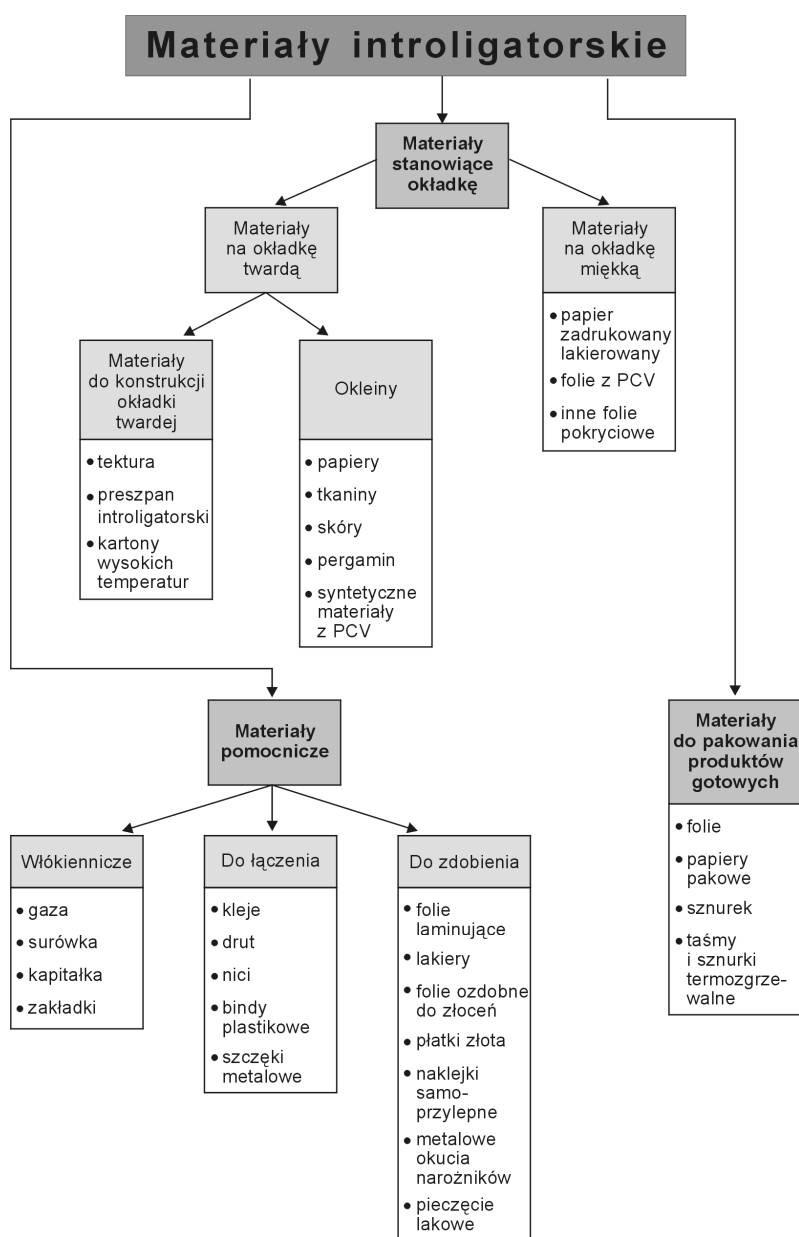 Materiały introligatorskie
Materiały
stanowiące
okładkę
Materiały
na okładkę
twardą
Materiały
na okładkę
miękką
• papier
zadrukowany
lakierowany
• folie z PCV
• inne folie
pokryciowe
Materiały
do konstrukcji
okładki
twardej
• tektura
• preszpan
introligatorski
• kartony
wysokich
temperatur
Okleiny
• papiery
• tkaniny
• skóry
• pergamin
• syntetyczne
materiały
z PCV
Materiały
pomocnicze
Włókiennicze
• gaza
• surówka
• kapitałka
• zakładki
Do łączenia
• kleje
• drut
• nici
• bindy
plastikowe
• szczęki
metalowe
Do zdobienia
• folie
laminujące
• lakiery
• folie ozdobne
do złoceń
• płatki złota
• naklejki
samo-
przylepne
• metalowe
okucia
narożników
• pieczęcie
lakowe
Materiały
do pakowania
produktów
gotowych
• folie
• papiery
pakowe
• sznurek
• taśmy
i sznurki
termozgrze-
walne